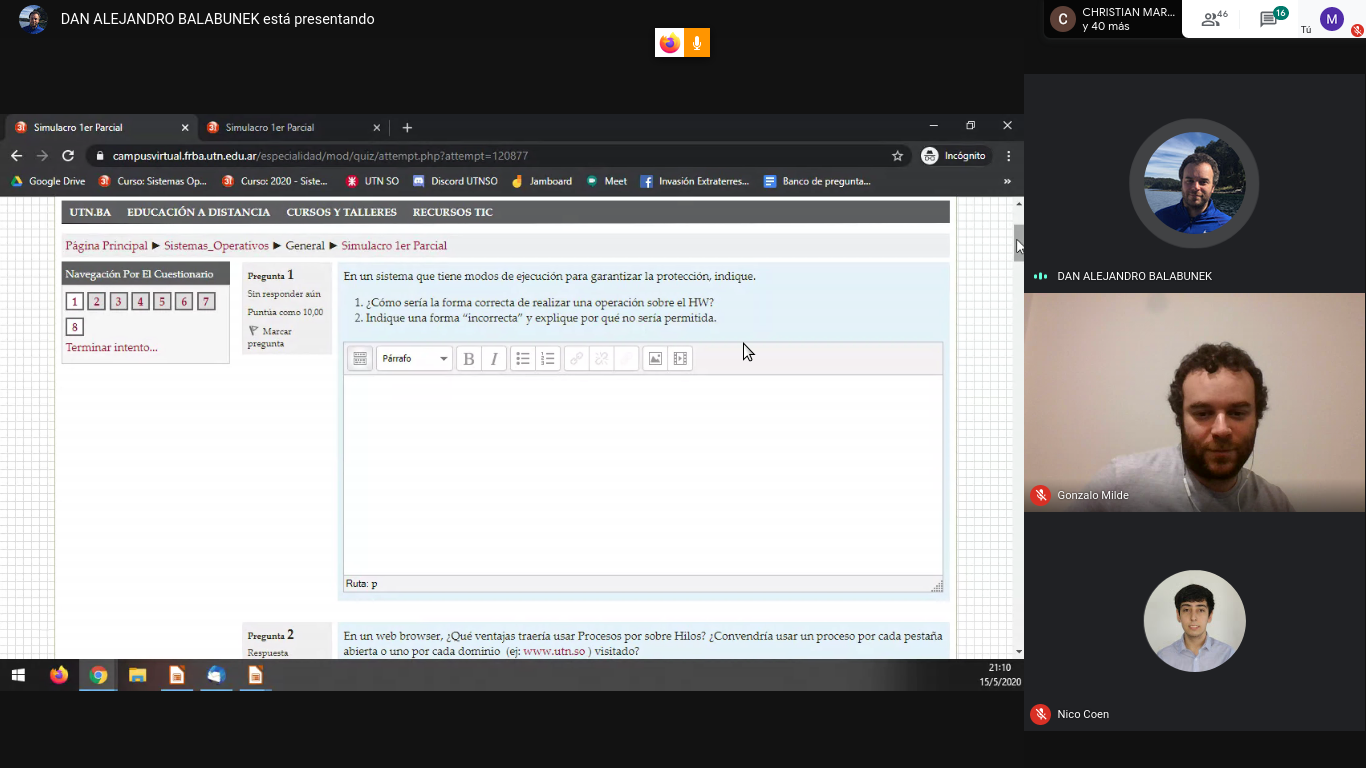 DAN ALEJANDRO BALABUNEK está presentando
C
CHRISTIAN MAR...
y 40 más
46
16
Tú
M
Simulacro 1er Parcial
Simulacro 1er Parcial
campusvirtual.frba.utn.edu.ar/especialidad/mod/quiz/attempt.php?attempt=120877
Incógnito
Google Drive
Curso: Sistemas Op...
Curso: 2020 - Siste...
UTN SO
Discord UTNSO
Jamboard
Meet
Invasión Extraterres...
Banco de pregunta...
»
UTN.BA
EDUCACIÓN A DISTANCIA
CURSOS Y TALLERES
RECURSOS TIC
Página Principal ► Sistemas_Operativos ► General ► Simulacro 1er Parcial
Navegación Por El Cuestionario
1 2 3 4 5 6 7
8
Terminar intento...
Pregunta 1
Sin responder aún
Puntúa como 10,00
Marcar
pregunta
En un sistema que tiene modos de ejecución para garantizar la protección, indique.
1. ¿Cómo sería la forma correcta de realizar una operación sobre el HW?
2. Indique una forma “incorrecta” y explique por qué no sería permitida.
Párrafo
B
I
Ruta: p
Pregunta 2
Respuesta
En un web browser, ¿Qué ventajas traería usar Procesos por sobre Hilos? ¿Convendría usar un proceso por cada pestaña
abierta o uno por cada dominio (ej: www.utn.so ) visitado?
21:10
15/5/2020
DAN ALEJANDRO BALABUNEK
Gonzalo Milde
Nico Coen